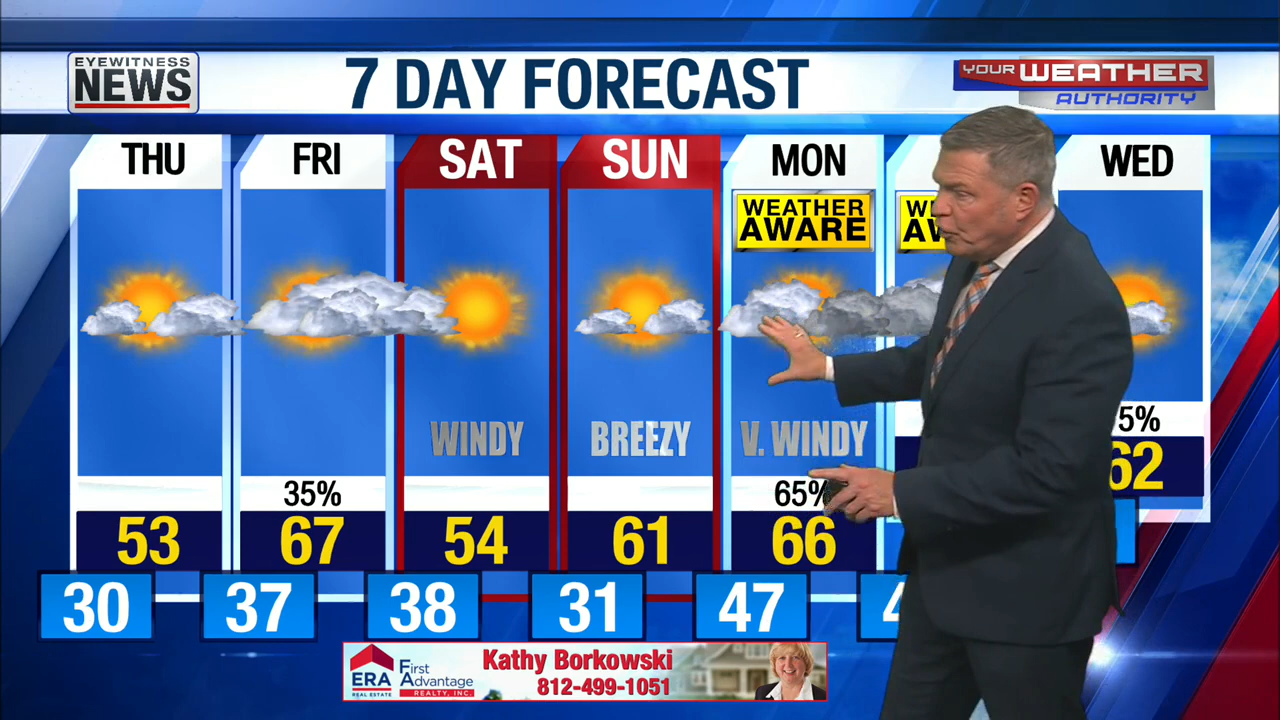 EYEWITNESS
NEWS
7 DAY FORECAST
YOUR WEATHER
AUTHORITY
THU
FRI
SAT
SUN
MON
WED
WEATHER
AWARE
WINDY
BREEZY
V. WINDY
35%
65%
5%
53
67
54
61
66
62
30
37
38
31
47
4
ERA
REAL ESTATE
First
Advantage
REALTY, INC.
Kathy Borkowski
812-499-1051